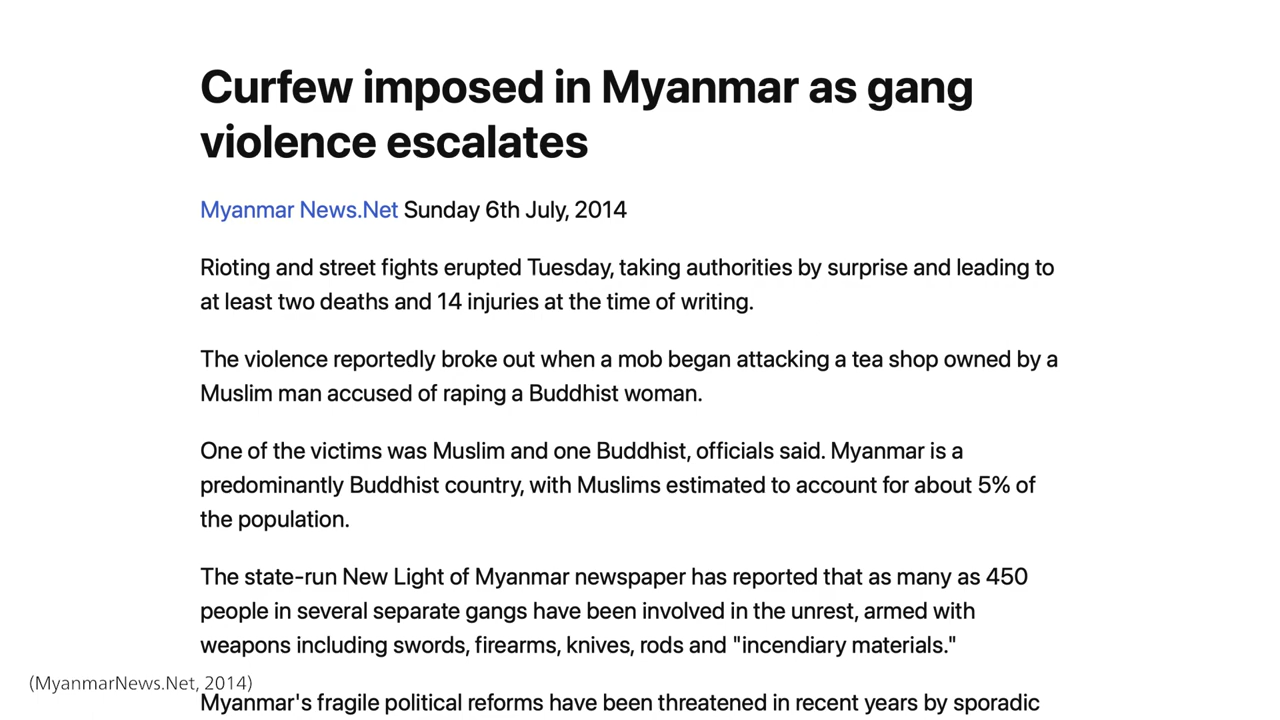 Curfew imposed in Myanmar as gang
violence escalates
Myanmar News.Net Sunday 6th July, 2014
Rioting and street fights erupted Tuesday, taking authorities by surprise and leading to
at least two deaths and 14 injuries at the time of writing.
The violence reportedly broke out when a mob began attacking a tea shop owned by a
Muslim man accused of raping a Buddhist woman.
One of the victims was Muslim and one Buddhist, officials said. Myanmar is a
predominantly Buddhist country, with Muslims estimated to account for about 5% of
the population.
The state-run New Light of Myanmar newspaper has reported that as many as 450
people in several separate gangs have been involved in the unrest, armed with
weapons including swords, firearms, knives, rods and "incendiary materials."
(MyanmarNews.Net, 2014)
Myanmar's fragile political reforms have been threatened in recent years by sporadic